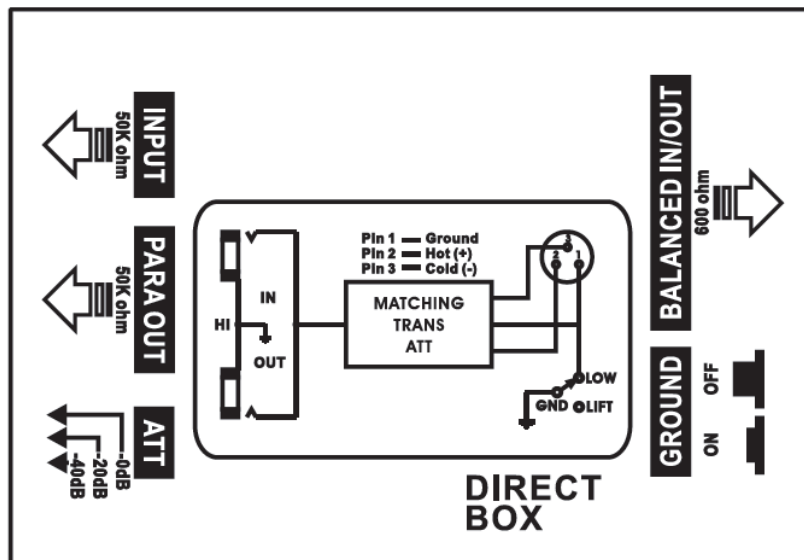 INPUT
50K ohm
PARA OUT
50K ohm
ATT
-0dB
-20dB
-40dB
Pin 1 — Ground
Pin 2 — Hot (+)
Pin 3 — Cold (-)
3
2
1
IN
HI
OUT
MATCHING
TRANS
ATT
LOW
GND
LIFT
BALANCED IN/OUT
600 ohm
GROUND
OFF
ON
DIRECT
BOX